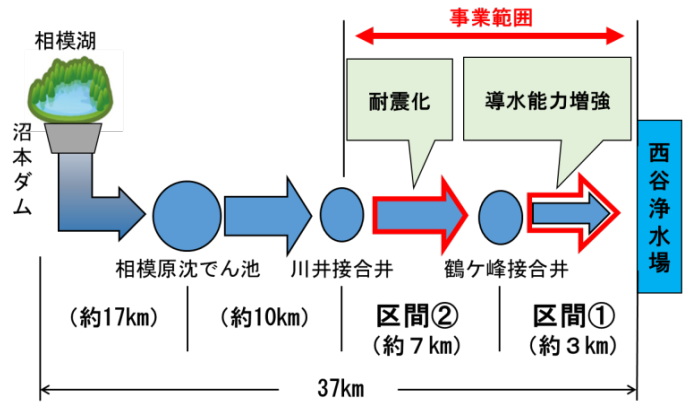 事業範囲
相模湖
耐震化
導水能力増強
沼本ダム
西谷浄水場
相模原沈でん池
川井接合井
鶴ケ峰接合井
(約17km)
(約10km)
区間②
(約7km)
区間①
(約3km)
37km